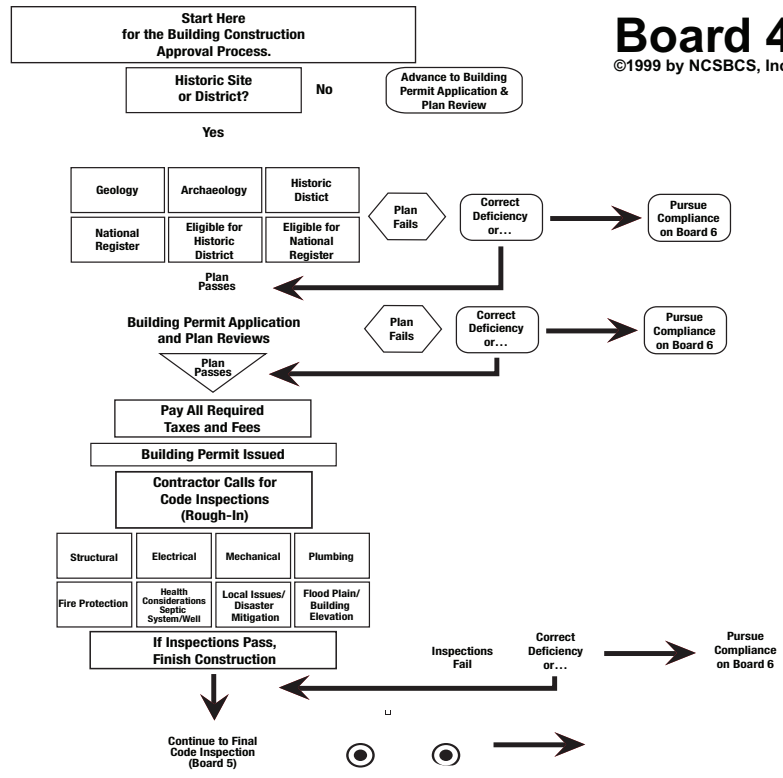 Start Here
for the Building Construction
Approval Process.
Board 4
©1999 by NCSBCS, Inc
Historic Site
or District?
No
Advance to Building
Permit Application &
Plan Review
Yes
Geology
Archaeology
Historic
Distict
National
Register
Eligible for
Historic
District
Eligible for
National
Register
Plan
Fails
Correct
Deficiency
or…
Pursue
Compliance
on Board 6
Plan
Passes
Building Permit Application
and Plan Reviews
Plan
Fails
Correct
Deficiency
or…
Pursue
Compliance
on Board 6
Plan
Passes
Pay All Required
Taxes and Fees
Building Permit Issued
Contractor Calls for
Code Inspections
(Rough-In)
Structural
Electrical
Mechanical
Plumbing
Fire Protection
Health
Considerations
Septic
System/Well
Local Issues/
Disaster
Mitigation
Flood Plain/
Building
Elevation
If Inspections Pass,
Finish Construction
Inspections
Fail
Correct
Deficiency
or…
Pursue
Compliance
on Board 6
Continue to Final
Code Inspection
(Board 5)